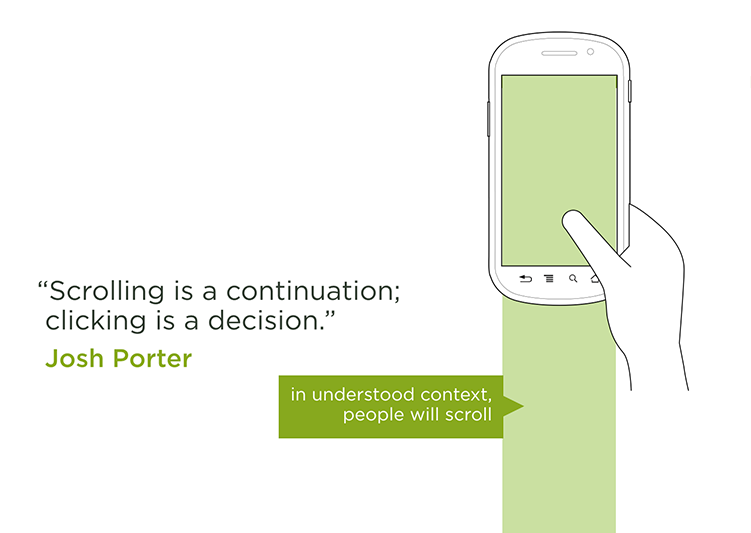 “Scrolling is a continuation;
clicking is a decision.”
Josh Porter
in understood context,
people will scroll